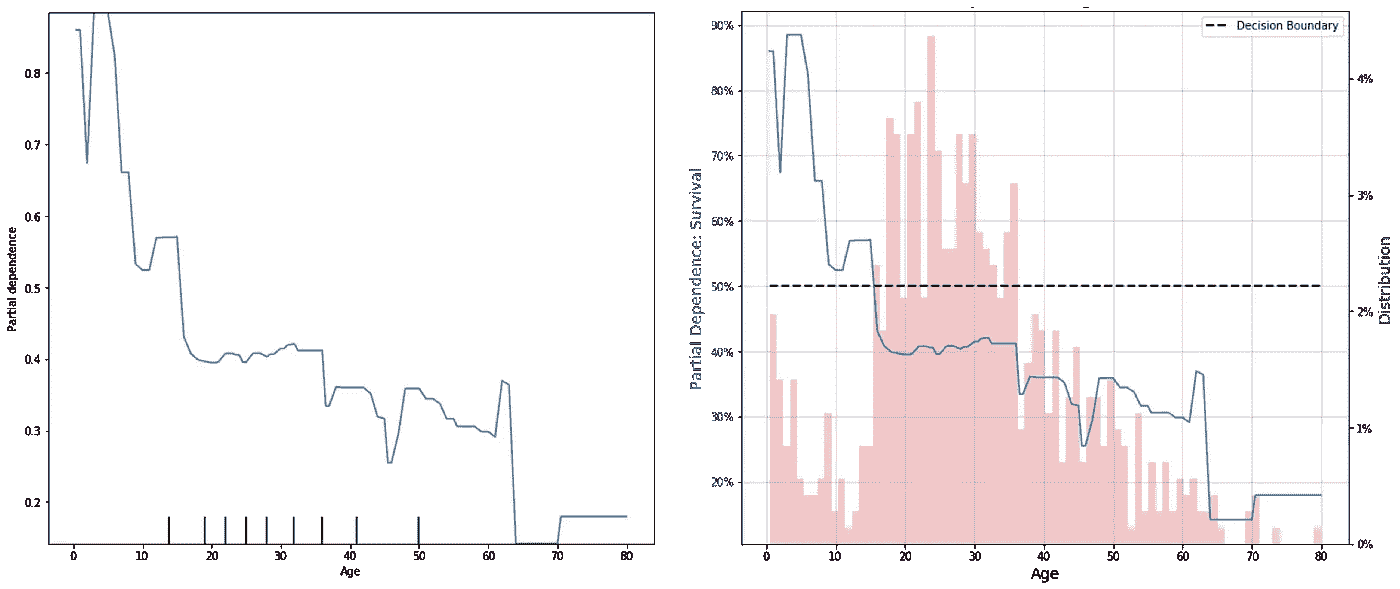 0.8
0.7
0.6
0.5
0.4
0.3
0.2
Partial dependence
0 10 20 30 40 50 60 70 80
Age
90%
80%
70%
60%
50%
40%
30%
20%
Partial Dependence: Survival
Decision Boundary
4%
3%
2%
1%
0%
Distribution
0 10 20 30 40 50 60 70 80
Age